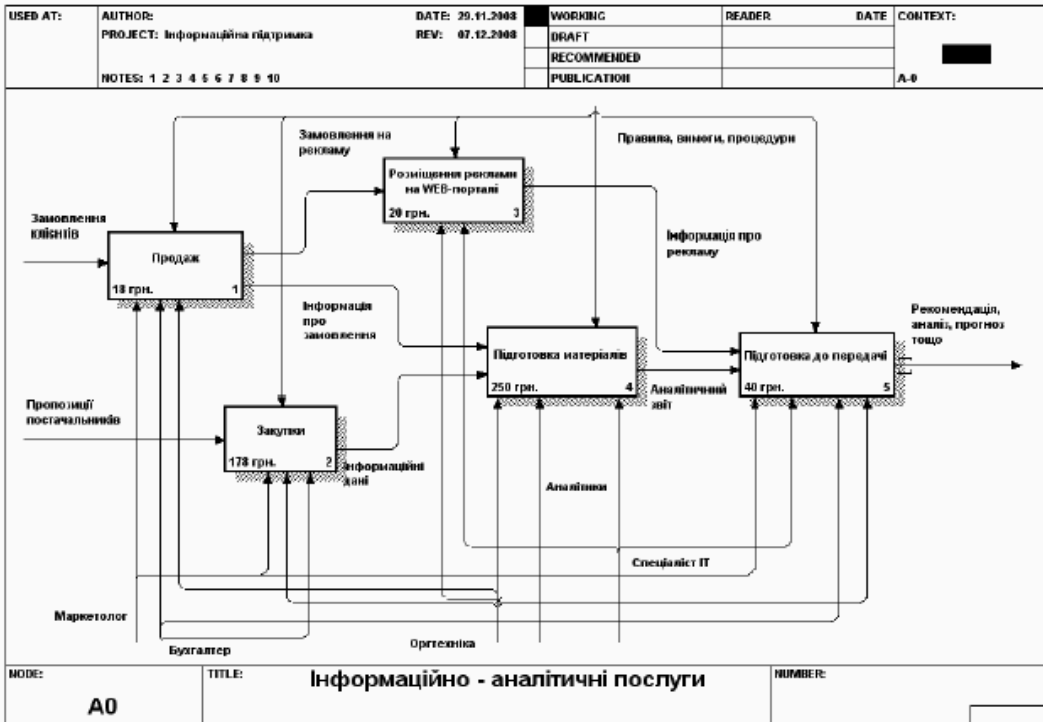 USED AT:
AUTHOR:
DATE: 29.11.2008
WORKING
READER
DATE
CONTEXT:
PROJECT: Інформаційна підтримка
REV: 07.12.2008
DRAFT
RECOMMENDED
NOTES: 1 2 3 4 5 6 7 8 9 10
PUBLICATION
A-0
Замовлення на
рекламу
Правила, вимоги, процедури
Розміщення реклами
на WEB-порталі
20 грн.
3
Замовлення
клієнтів
Інформація про
рекламу
Продаж
18 грн.
1
Інформація
про
замовлення
Рекомендація,
аналіз, прогноз
тощо
Підготовка матеріалів
250 грн.
4
Підготовка до передачі
40 грн.
5
Аналітичний
звіт
Пропозиції
постачальників
Закупки
178 грн.
2
Інформаційні
дані
Аналітики
Спеціаліст ІТ
Маркетолог
Бухгалтер
Оргтехніка
NODE:
A0
TITLE:
Інформаційно - аналітичні послуги
NUMBER: